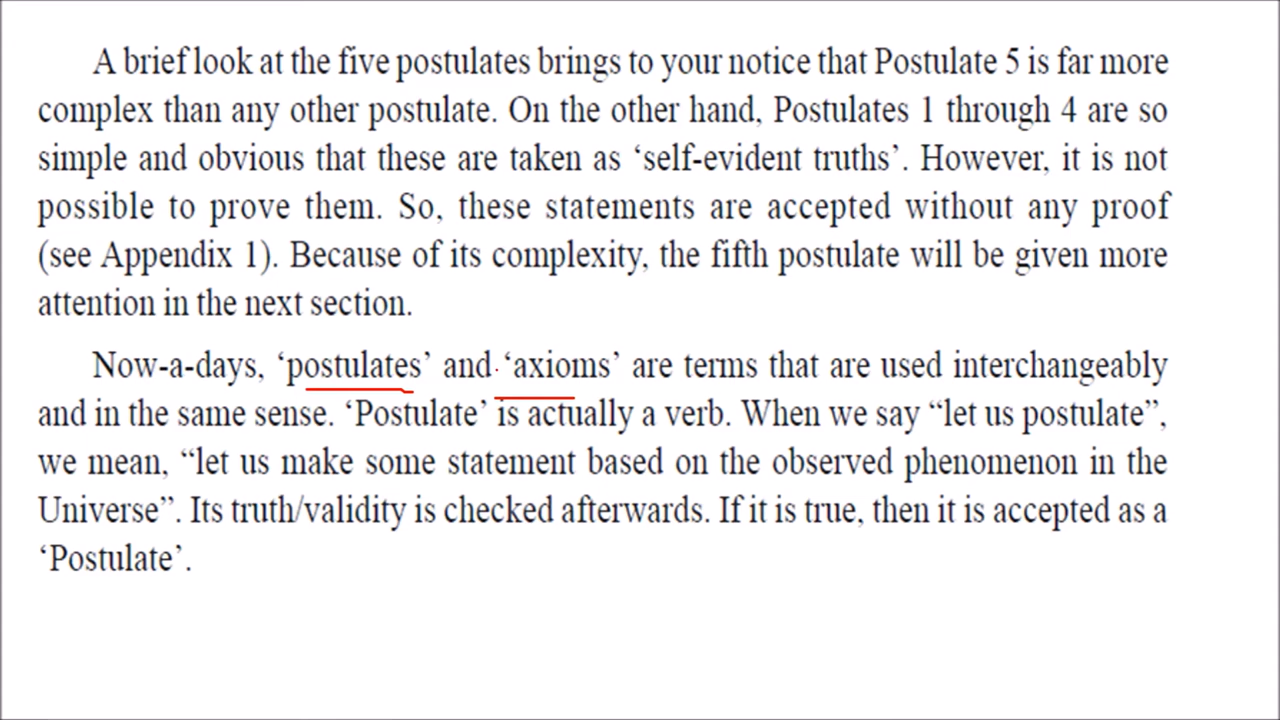 A brief look at the five postulates brings to your notice that Postulate 5 is far more
complex than any other postulate. On the other hand, Postulates 1 through 4 are so
simple and obvious that these are taken as ‘self-evident truths’. However, it is not
possible to prove them. So, these statements are accepted without any proof
(see Appendix 1). Because of its complexity, the fifth postulate will be given more
attention in the next section.
Now-a-days, ‘postulates’ and ‘axioms’ are terms that are used interchangeably
and in the same sense. ‘Postulate’ is actually a verb. When we say “let us postulate”,
we mean, “let us make some statement based on the observed phenomenon in the
Universe”. Its truth/validity is checked afterwards. If it is true, then it is accepted as a
‘Postulate’.